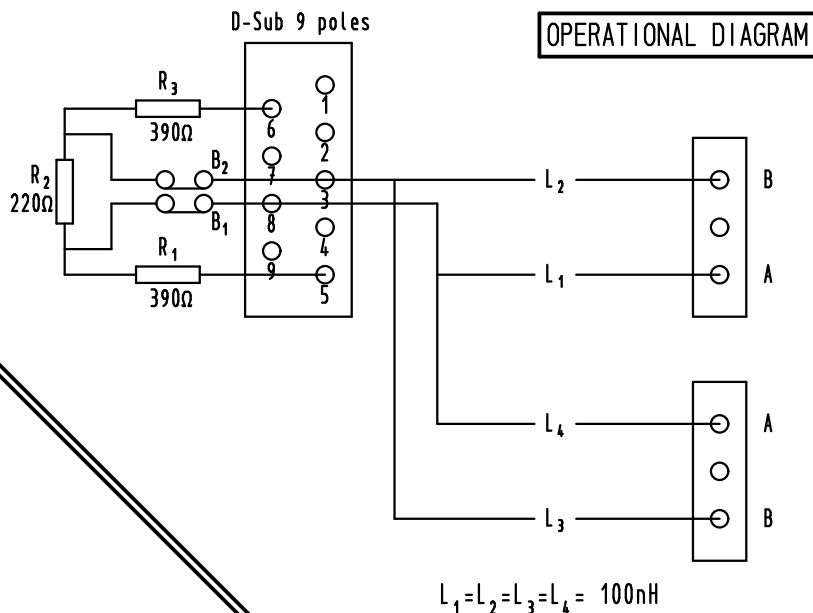 D-Sub 9 poles
OPERATIONAL DIAGRAM
R3
390Ω
1
6
2
B2
7
R2
220Ω
3
L2
B
8
B1
4
R1
390Ω
9
5
L1
A
L4
A
L3
B
L1=L2=L3=L4= 100nH